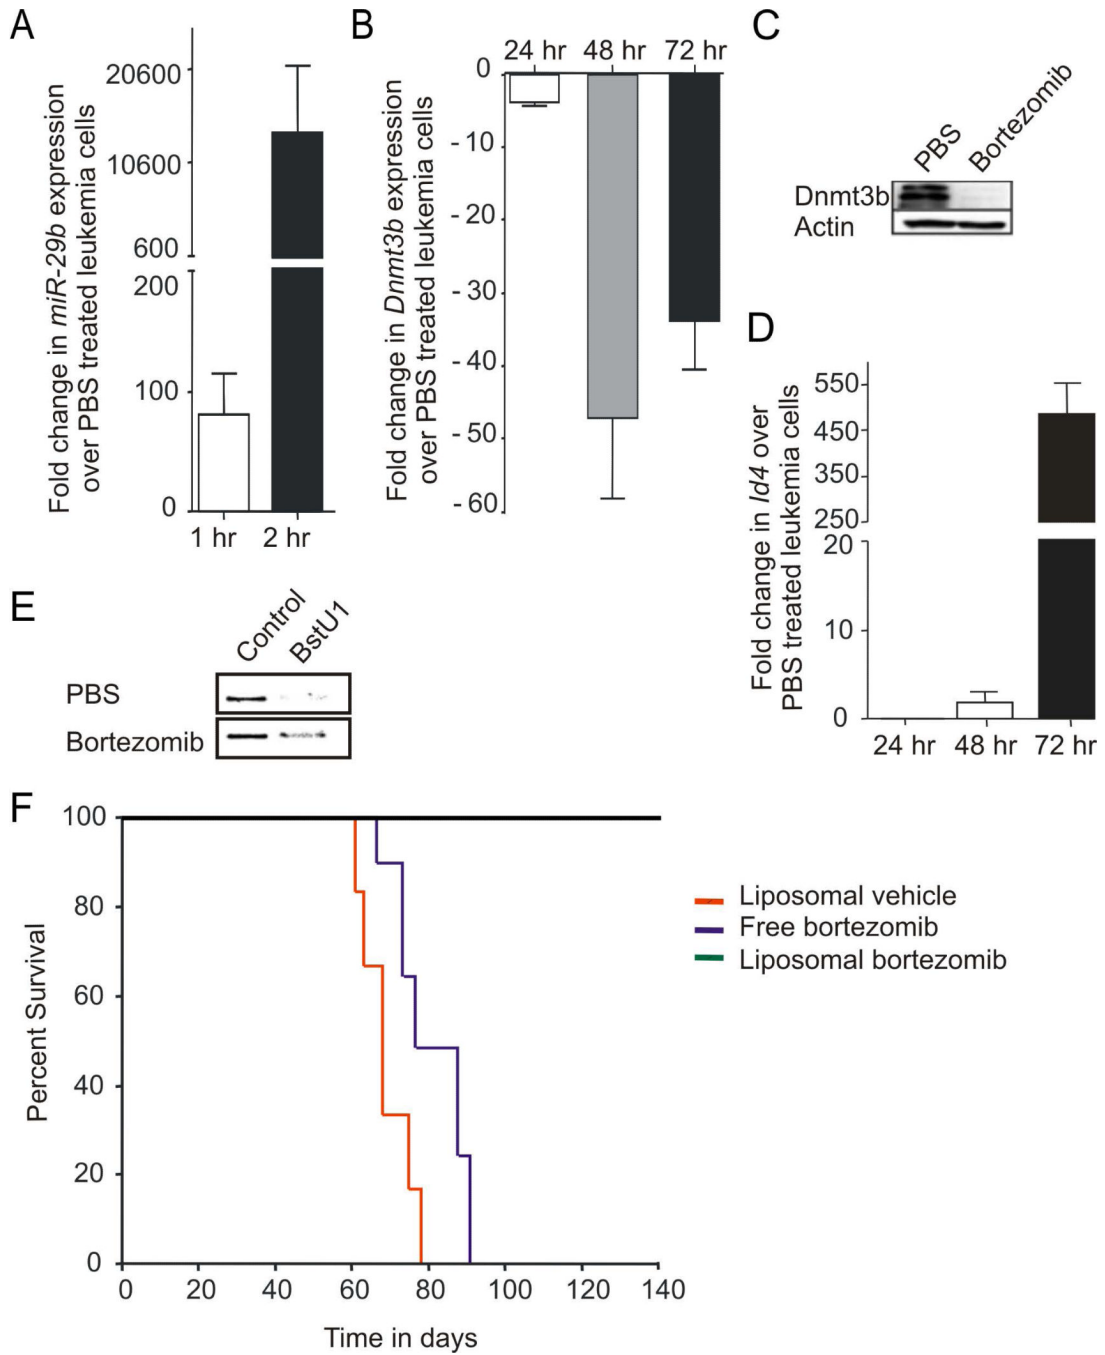 A
Fold change in miR-29b expression
over PBS treated leukemia cells
20600
10600
600
200
100
0
1 hr 2 hr
B
24 hr 48 hr 72 hr
Fold change in Dnmt3b expression
over PBS treated leukemia cells
0
-10
-20
-30
-40
-50
-60
C
PBS Bortezomib
Dnmt3b
Actin
D
Fold change in Id4 over
PBS treated leukemia cells
550
450
350
250
20
10
0
24 hr 48 hr 72 hr
E
Control BstU1
PBS
Bortezomib
F
Percent Survival
100
80
60
40
20
0
0 20 40 60 80 100 120 140
Time in days
Liposomal vehicle
Free bortezomib
Liposomal bortezomib